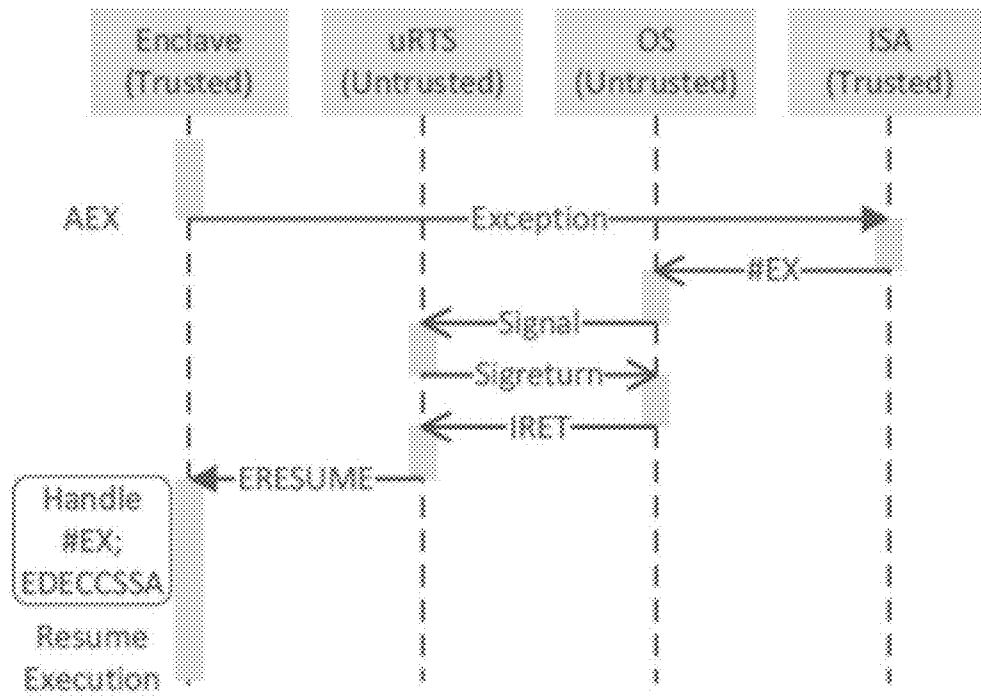 Enclave
(Trusted)
uRTS
(Untrusted)
OS
(Untrusted)
ISA
(Trusted)
AEX
Exception
#EX
Signal
Sigreturn
IRET
ERESUME
Handle
#EX;
EDECCSSA
Resume
Execution